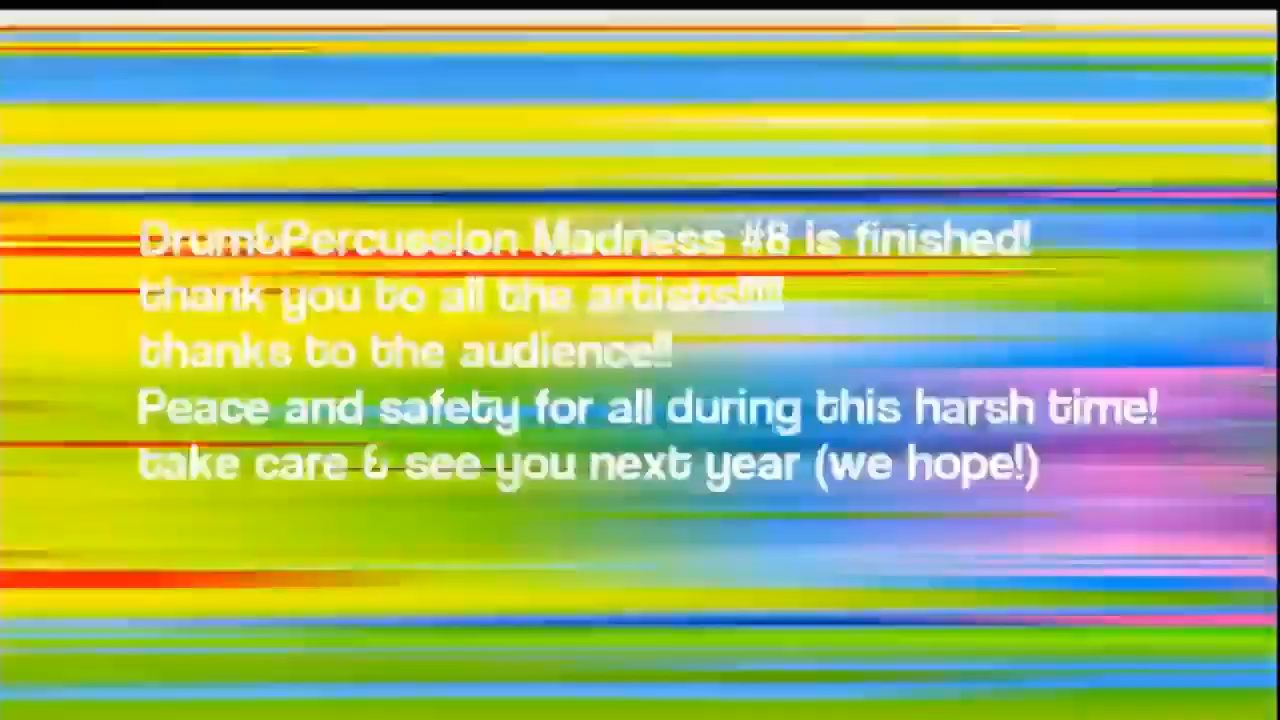 Drum&Percussion Madness #8 is finished!
thank you to all the artists!!!!!
thanks to the audience!!
Peace and safety for all during this harsh time!
take care & see you next year (we hope!)